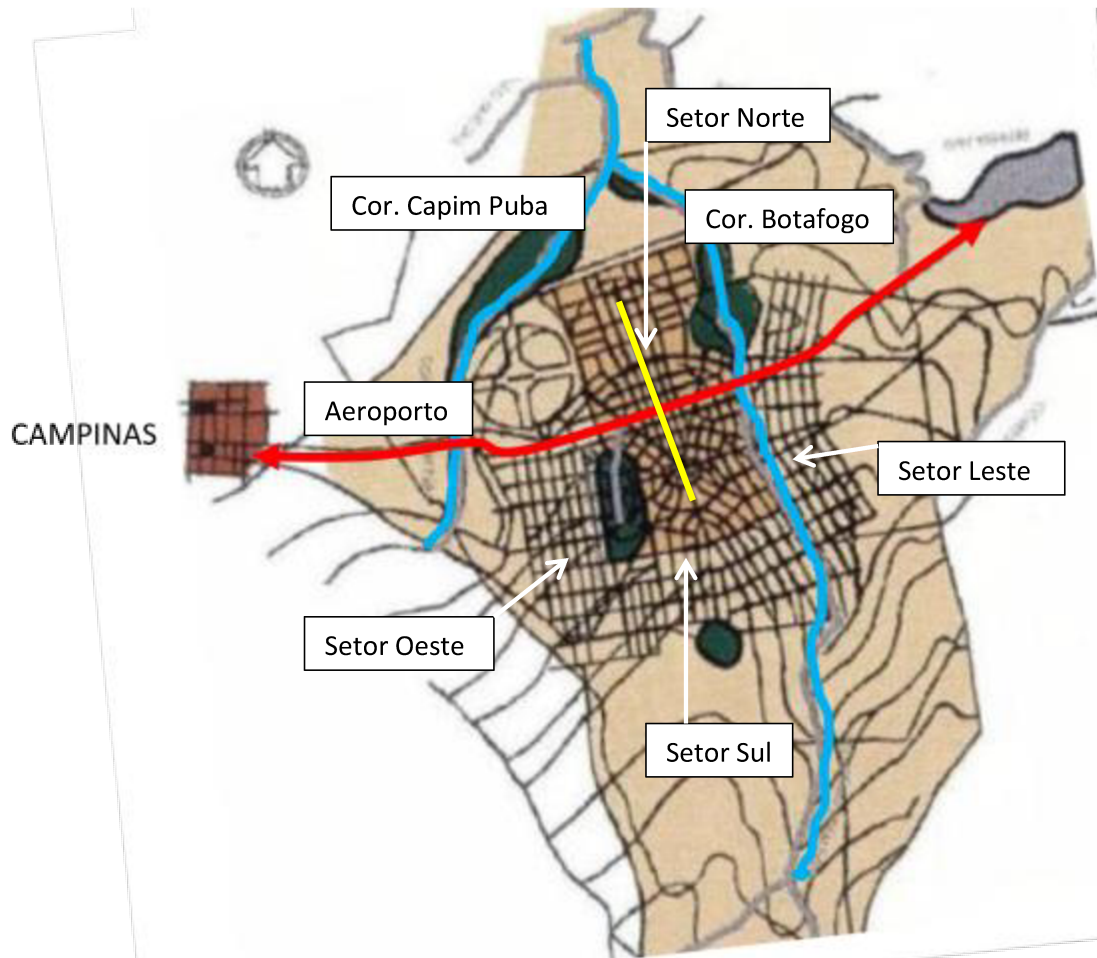 Setor Norte
Cor. Capim Puba
Cor. Botafogo
Aeroporto
CAMPINAS
Setor Leste
Setor Oeste
Setor Sul